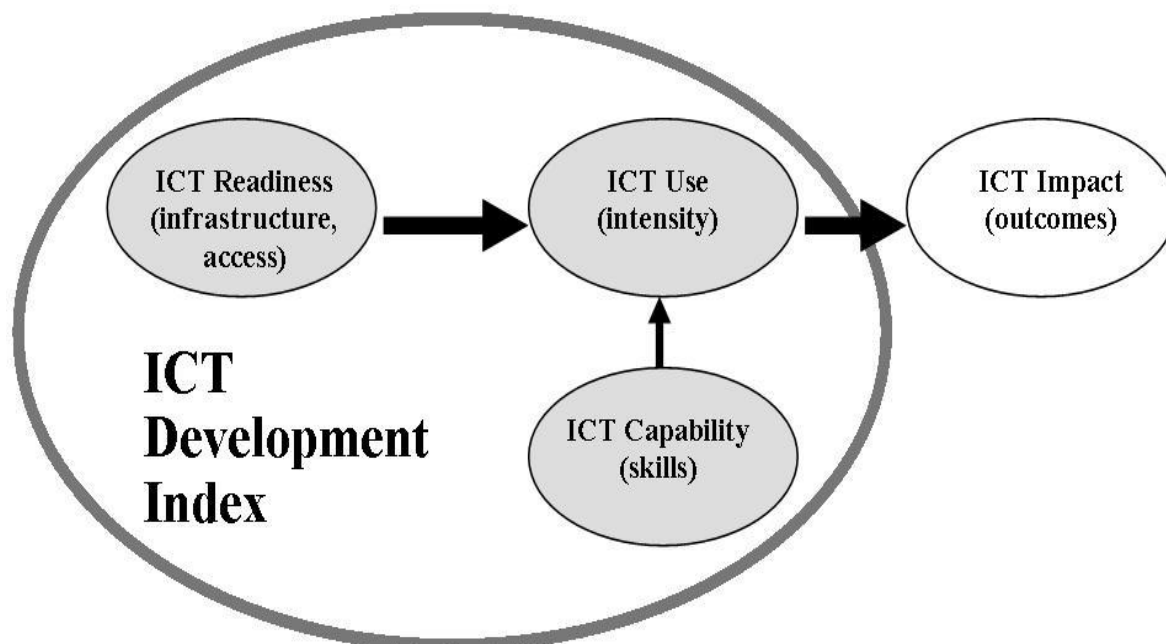 ICT Readiness
(infrastructure,
access)
ICT Use
(intensity)
ICT Impact
(outcomes)
ICT
Development
Index
ICT Capability
(skills)